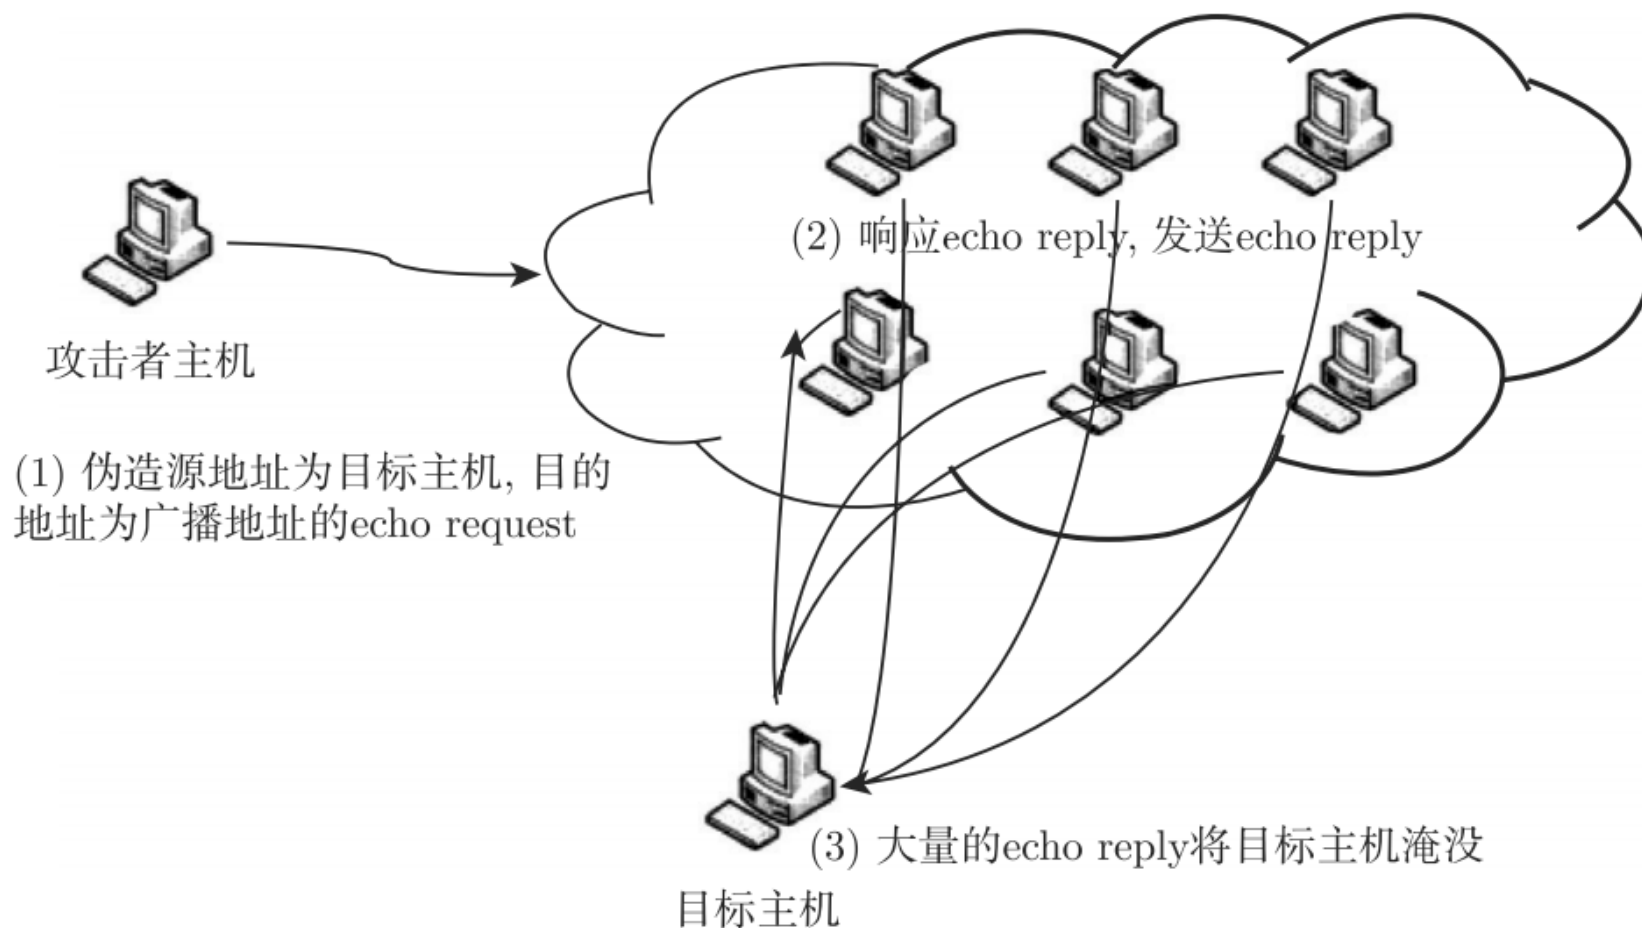 (2) 响应echo reply, 发送echo reply
攻击者主机
(1) 伪造源地址为目标主机, 目的
地址为广播地址的echo request
(3) 大量的echo reply将目标主机淹没
目标主机